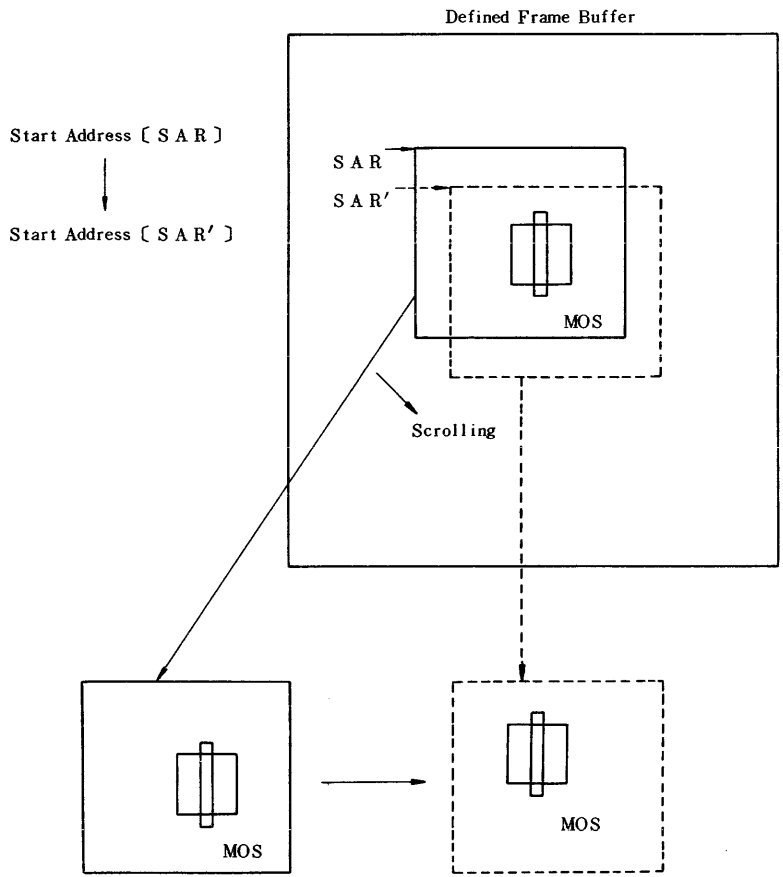 Defined Frame Buffer
Start Address〔SAR〕
Start Address〔SAR′〕
SAR
SAR′
MOS
Scrolling
MOS
MOS